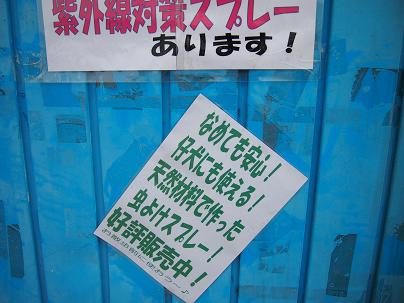 紫外線対策スプレー
あります！
なめても安心！
仔犬にも使える！
天然材料で作った
虫よけスプレー！
好評販売中！